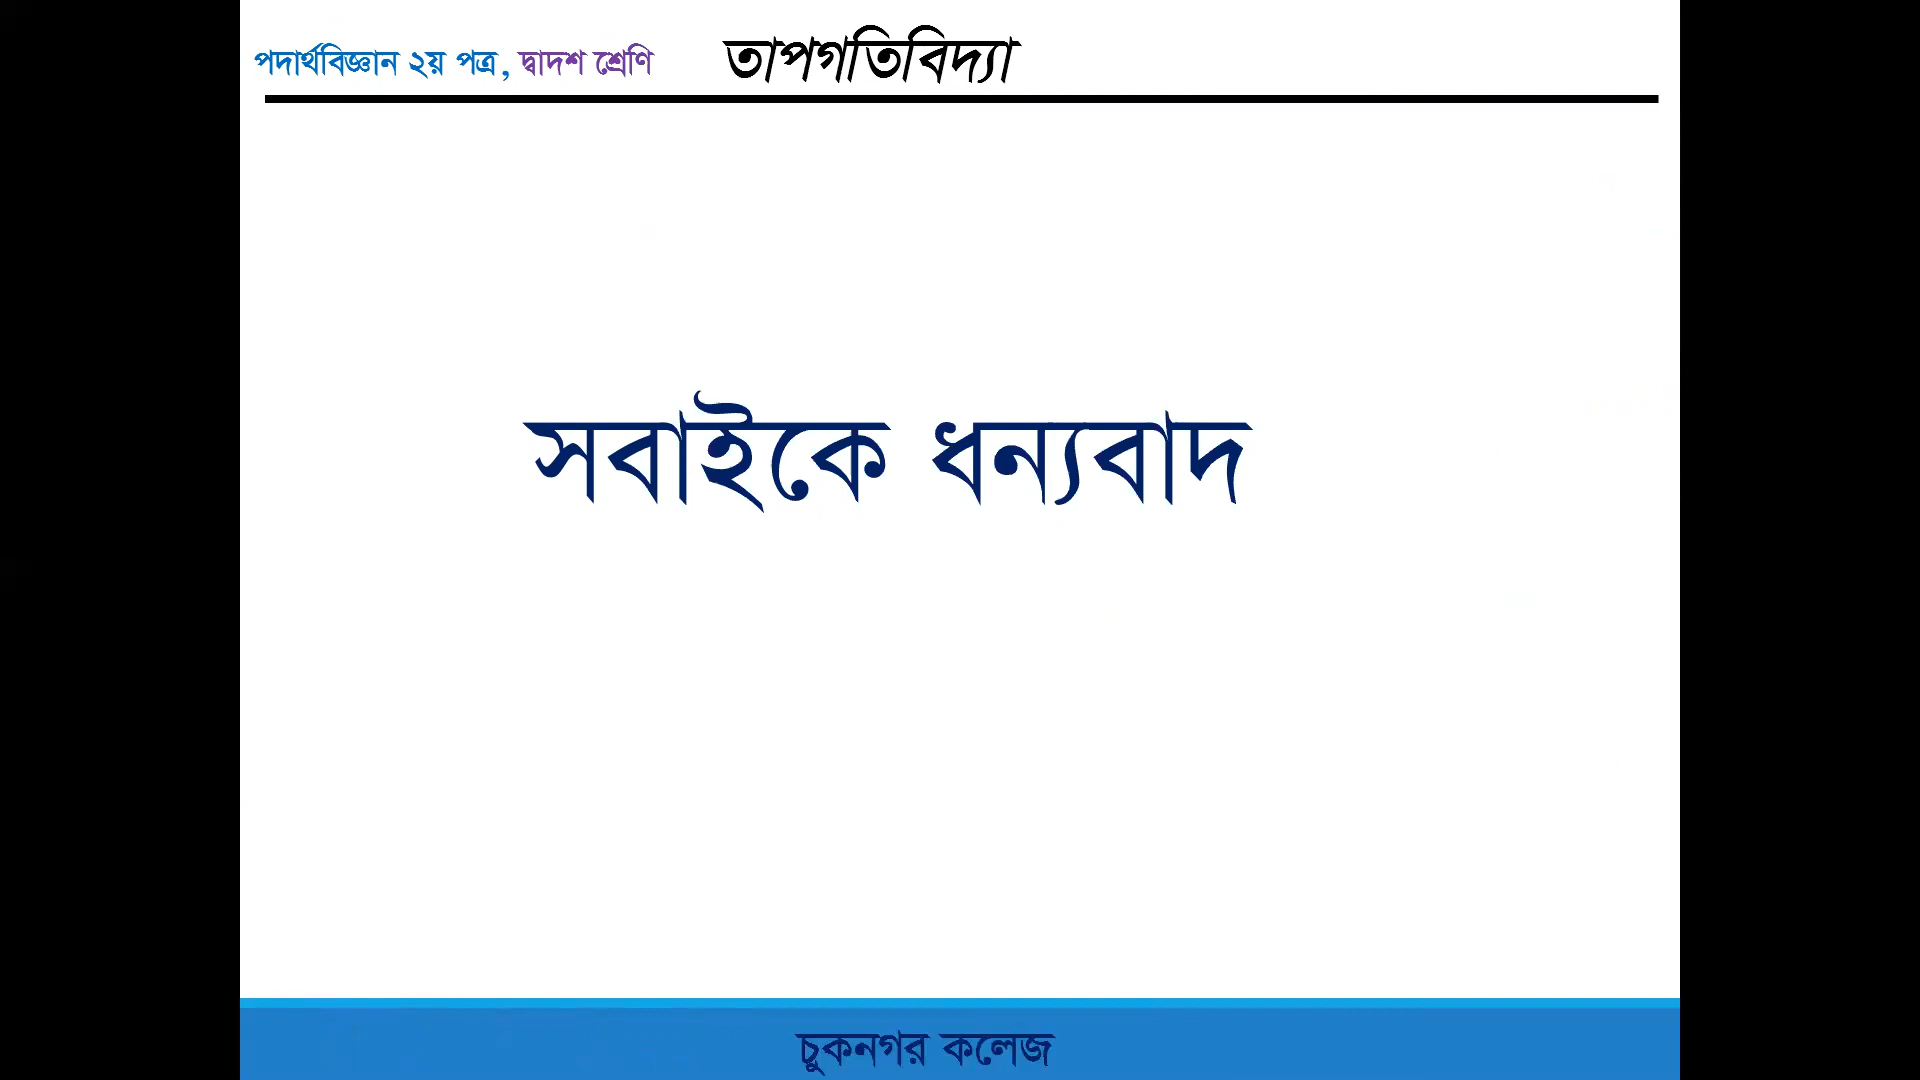 পদার্থবিজ্ঞান ২য় পত্র, দ্বাদশ শ্রেণি তাপগতিবিদ্যা
সবাইকে ধন্যবাদ
চুকনগর কলেজ